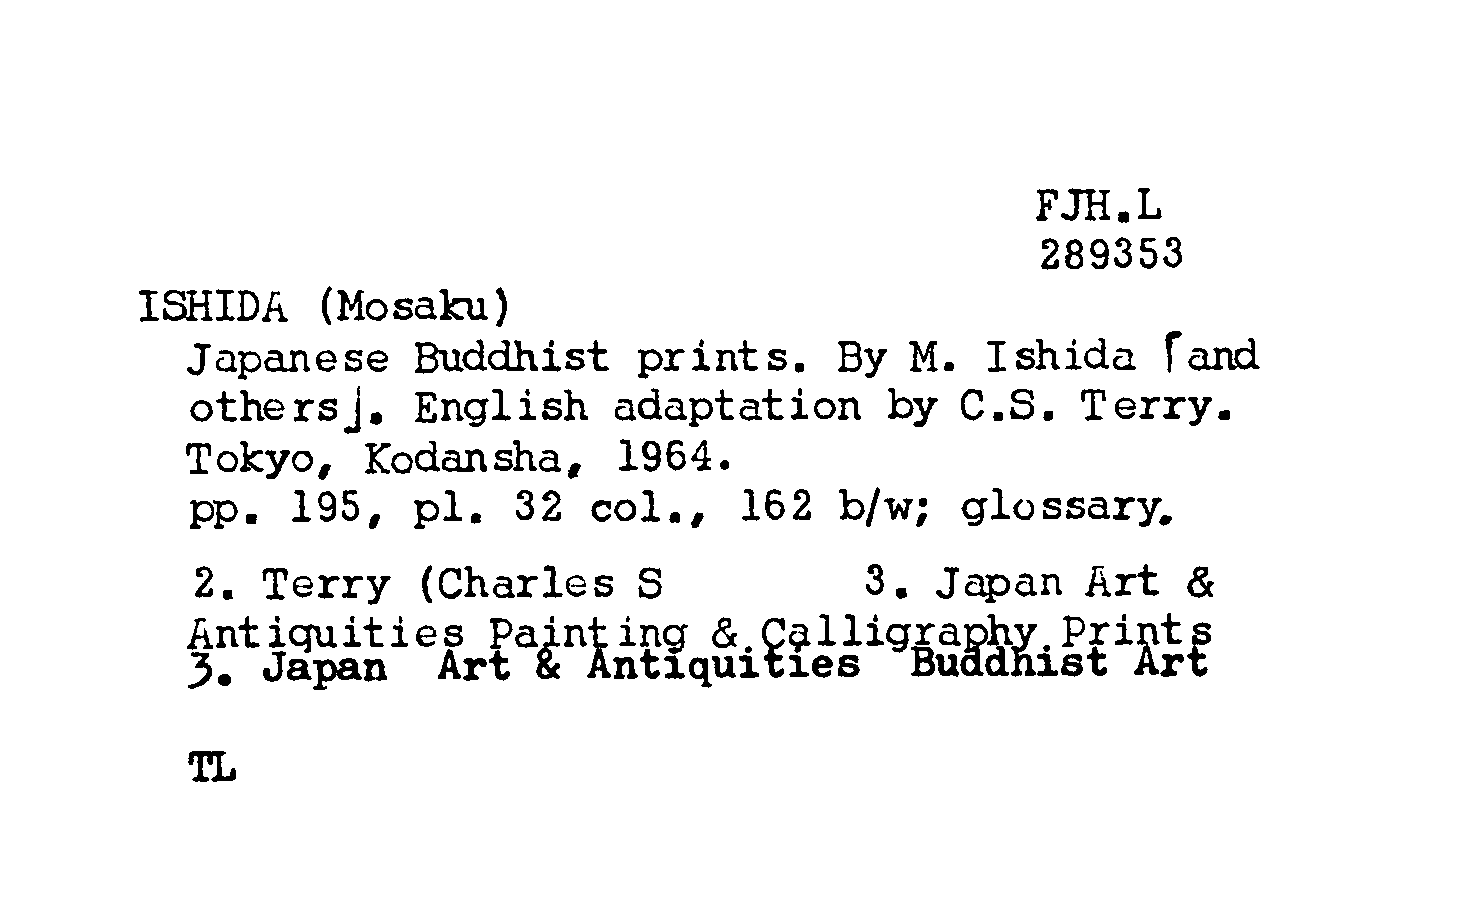 FJH.L
289353
ISHIDA (Mosaku)
Japanese Buddhist prints. By M. Ishida ⌈and
others⌋. English adaptation by C.S. Terry.
Tokyo, Kodansha, 1964.
pp. 195, pl. 32 col., 162 b/w; glossary.
2. Terry (Charles S 3. Japan Art &
Antiquities Painting & Calligraphy Prints
3. Japan Art & Antiquities Buddhist Art
TL